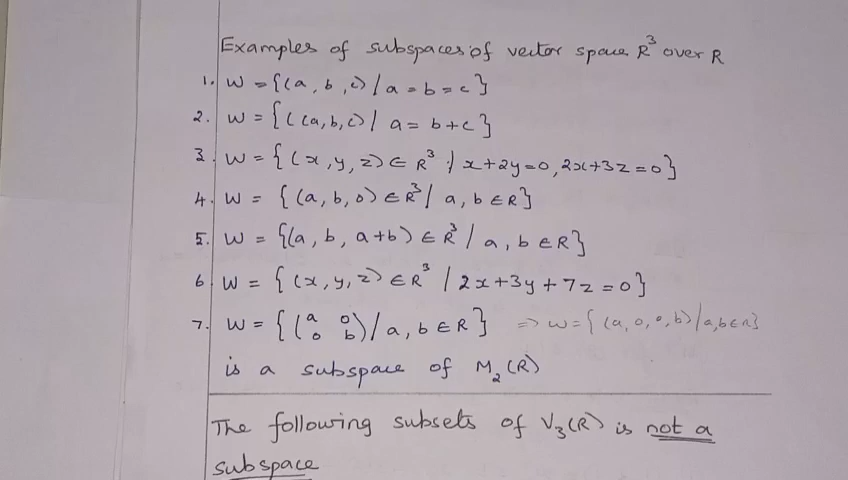 Examples of subspaces of vector space R³ over R
1. W = {(a, b, c) / a = b = c}
2. W = {((a, b, c) / a = b + c}
3. W = {(x, y, z) ∈ R³ / x + 2y = 0, 2x + 3z = 0}
4. W = {(a, b, 0) ∈ R³ / a, b ∈ R}
5. W = {(a, b, a+b) ∈ R³ / a, b ∈ R}
6. W = {(x, y, z) ∈ R³ / 2x + 3y + 7z = 0}
7. W = {(a 0 0 b) / a, b ∈ R} => W = {(a, 0, 0, b) / a, b ∈ R}
is a subspace of M₂(R)
The following subsets of V₃(R) is not a
subspace